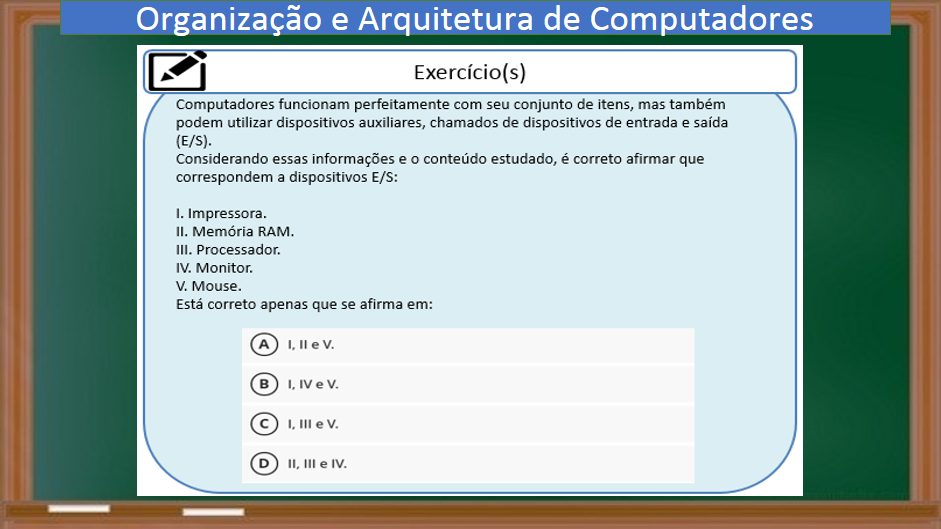 Organização e Arquitetura de Computadores
Exercício(s)
Computadores funcionam perfeitamente com seu conjunto de itens, mas também
podem utilizar dispositivos auxiliares, chamados de dispositivos de entrada e saída
(E/S).
Considerando essas informações e o conteúdo estudado, é correto afirmar que
correspondem a dispositivos E/S:
I. Impressora.
II. Memória RAM.
III. Processador.
IV. Monitor.
V. Mouse.
Está correto apenas que se afirma em:
A I, II e V.
B I, IV e V.
C I, III e V.
D II, III e IV.